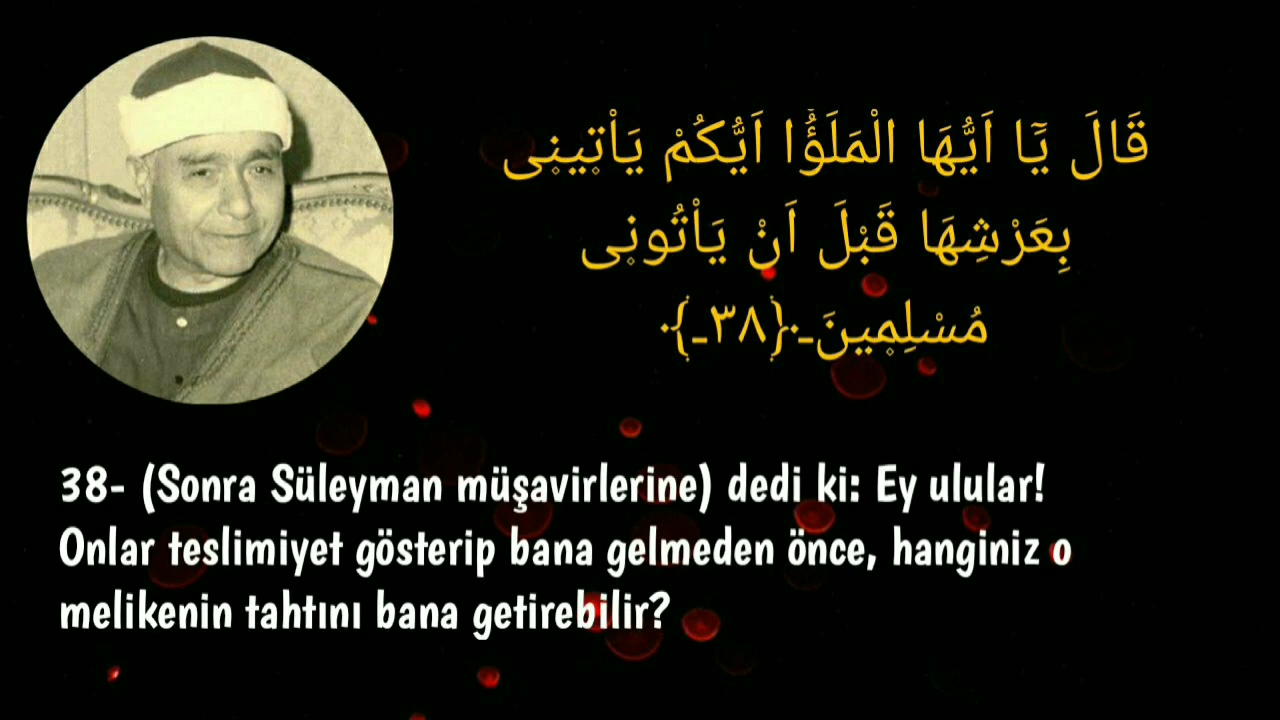 قَالَ يَٓا اَيُّهَا الْمَلَؤُ۬ا اَيُّكُمْ يَاْت۪ين۪ى
بِعَرْشِهَا قَبْلَ اَنْ يَاْتُون۪ى
مُسْلِم۪ينَـ﴿٣٨ـ﴾
38- (Sonra Süleyman müşavirlerine) dedi ki: Ey ulular!
Onlar teslimiyet gösterip bana gelmeden önce, hanginiz o
melikenin tahtını bana getirebilir?